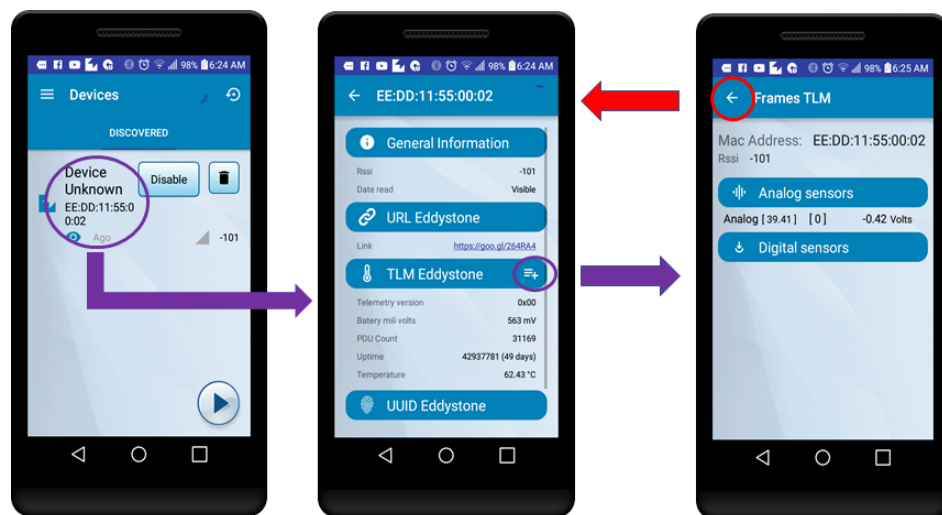 98% 6:24 AM
Devices
DISCOVERED
Device
Unknown
EE:DD:11:55:0
0:02
Disable
Ago
-101
98% 6:24 AM
EE:DD:11:55:00:02
General Information
Rssi -101
Date read Visible
URL Eddystone
Link https://goo.gl/264RA4
TLM Eddystone
Telemetry version 0x00
Batery mili volts 563 mV
PDU Count 31169
Uptime 42937781 (49 days)
Temperature 62.43 °C
UUID Eddystone
98% 6:25 AM
Frames TLM
Mac Address: EE:DD:11:55:00:02
Rssi -101
Analog sensors
Analog [ 39.41 ] [ 0 ] -0.42 Volts
Digital sensors